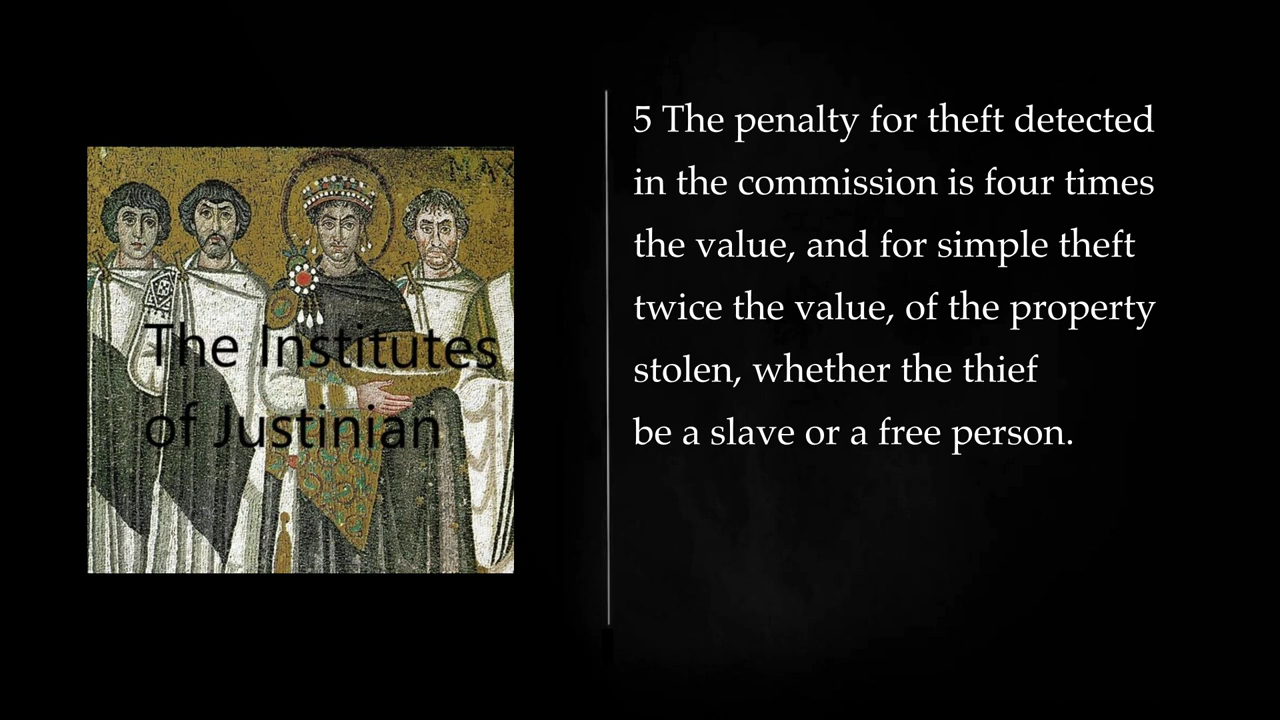 MAX
The Institutes
of Justinian
5 The penalty for theft detected
in the commission is four times
the value, and for simple theft
twice the value, of the property
stolen, whether the thief
be a slave or a free person.